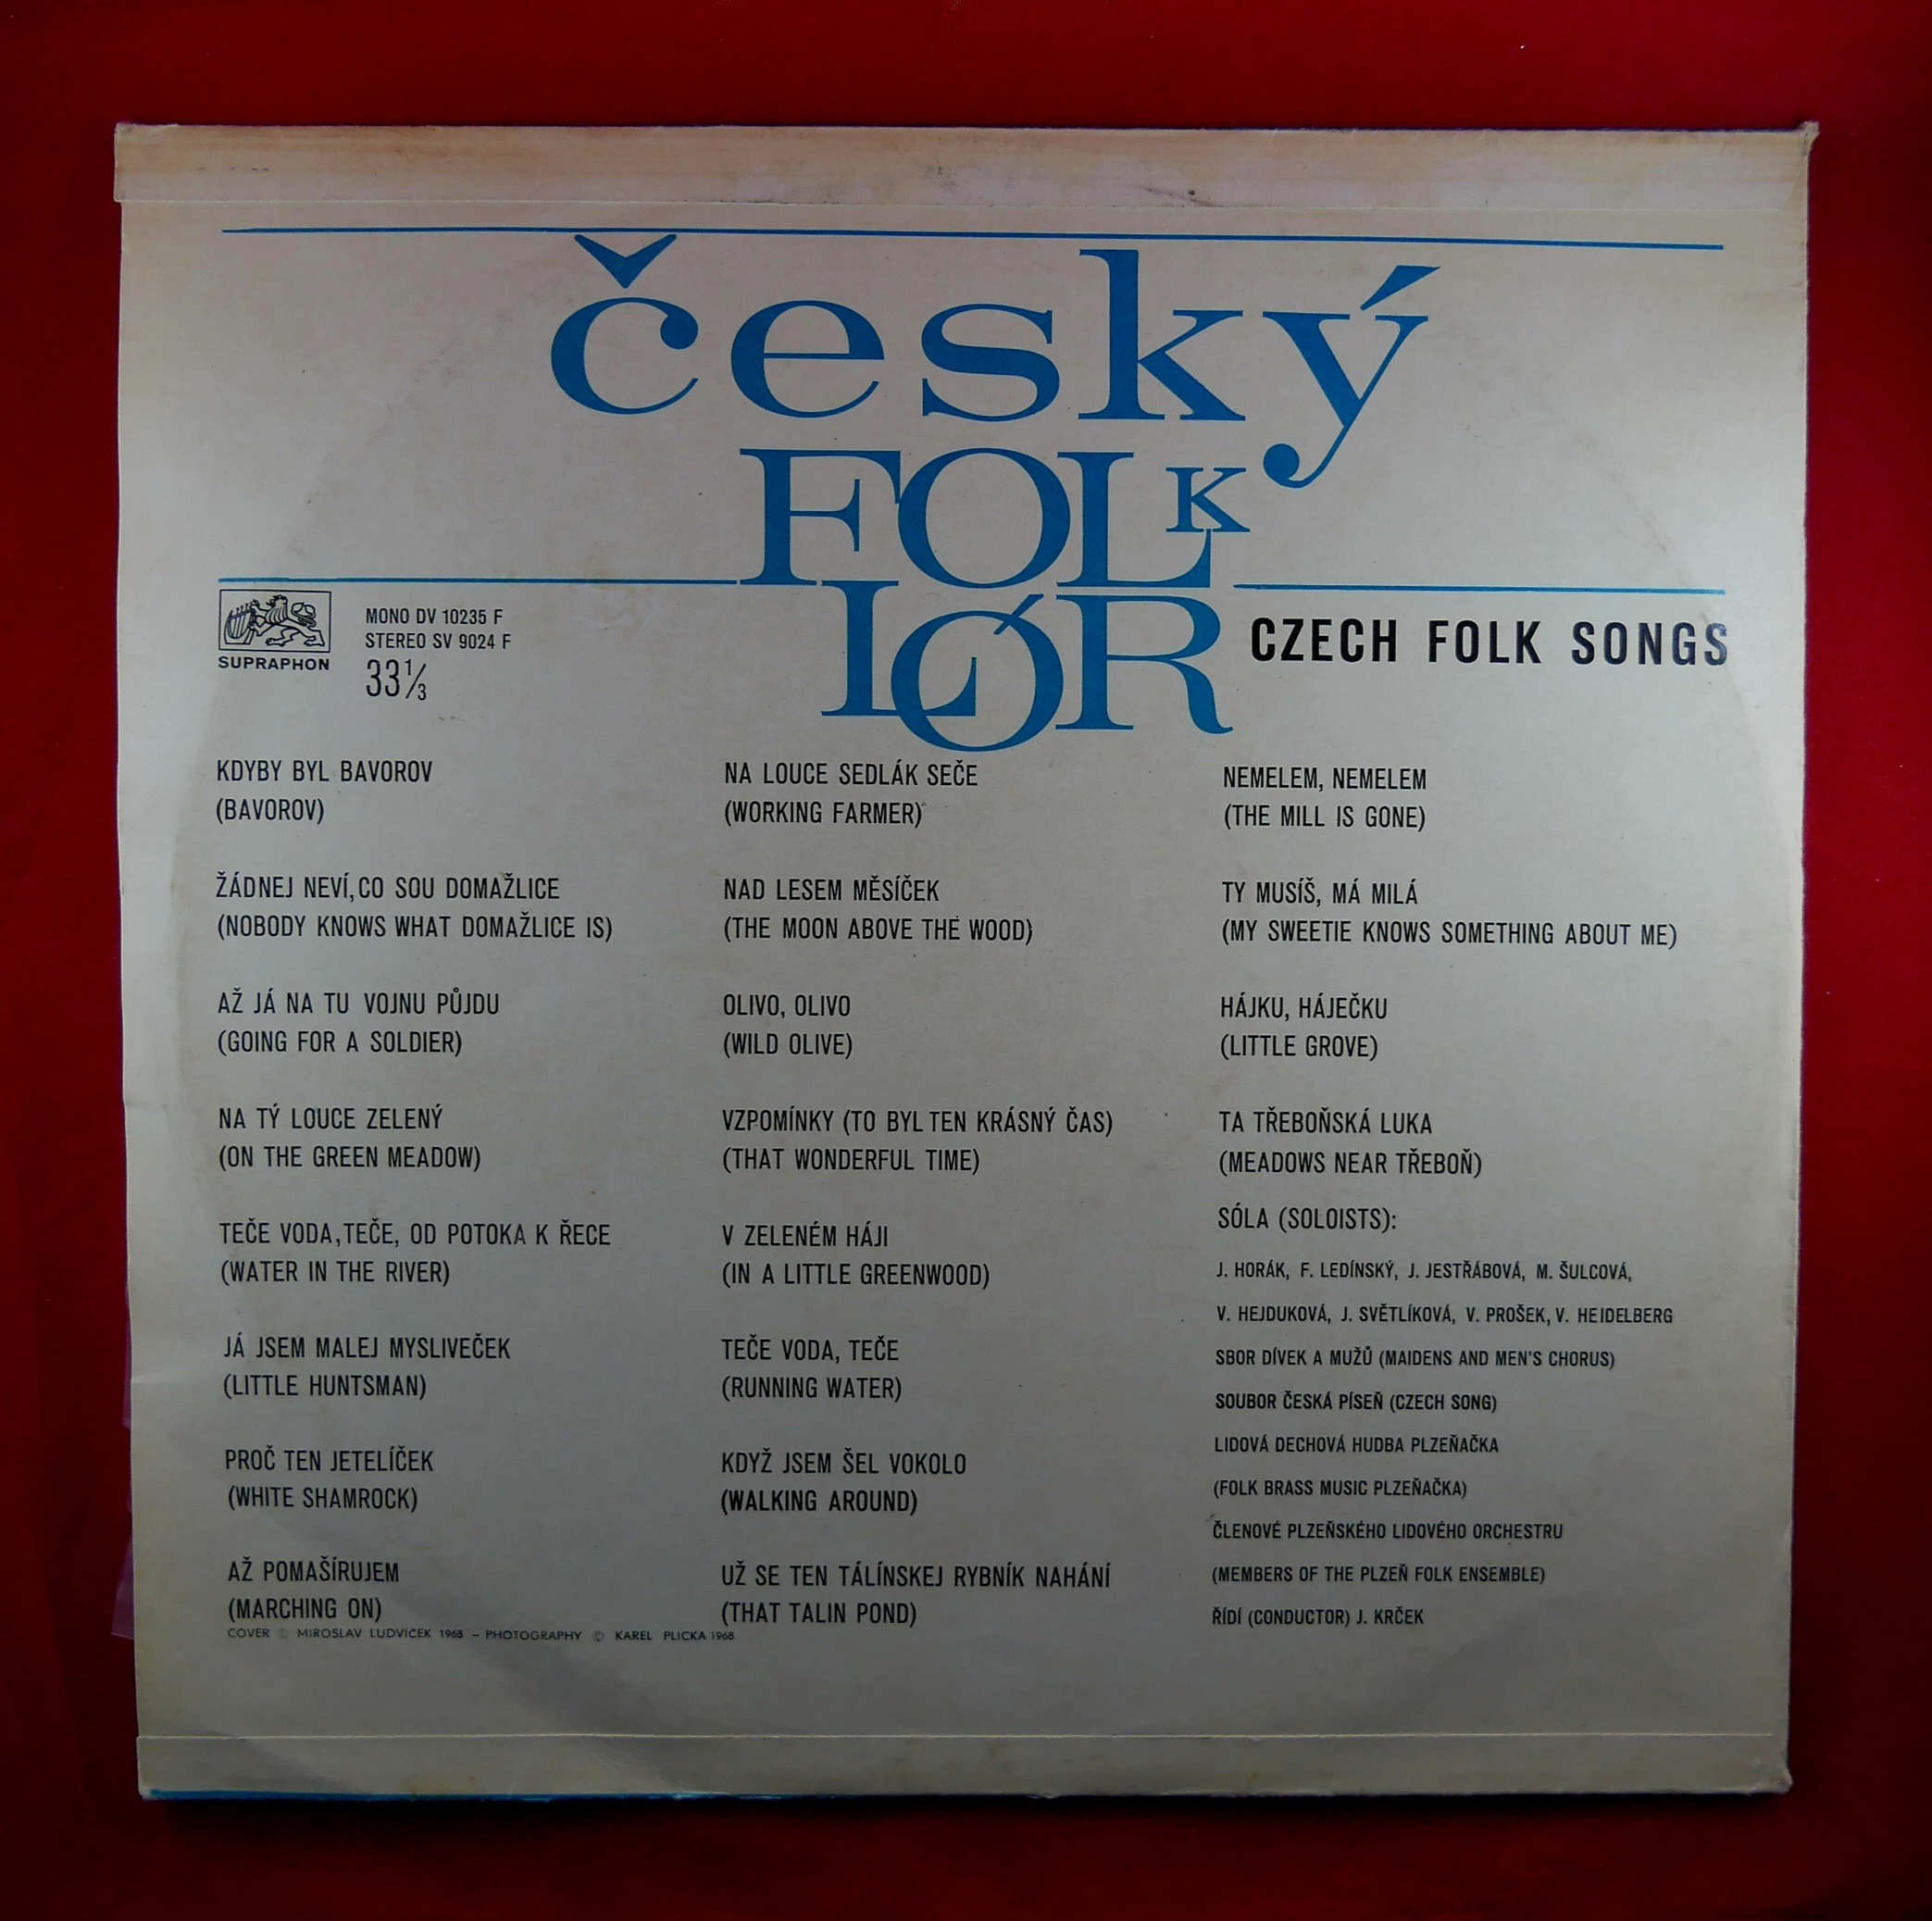 český
FOLK
LÓR
SUPRAPHON
MONO DV 10235 F
STEREO SV 9024 F
33⅓
CZECH FOLK SONGS
KDYBY BYL BAVOROV
(BAVOROV)
ŽÁDNEJ NEVÍ, CO SOU DOMAŽLICE
(NOBODY KNOWS WHAT DOMAŽLICE IS)
AŽ JÁ NA TU VOJNU PŮJDU
(GOING FOR A SOLDIER)
NA TÝ LOUCE ZELENÝ
(ON THE GREEN MEADOW)
TEČE VODA, TEČE, OD POTOKA K ŘECE
(WATER IN THE RIVER)
JÁ JSEM MALEJ MYSLIVEČEK
(LITTLE HUNTSMAN)
PROČ TEN JETELÍČEK
(WHITE SHAMROCK)
AŽ POMAŠÍRUJEM
(MARCHING ON)
COVER © MIROSLAV LUDVÍČEK 1968 – PHOTOGRAPHY © KAREL PLICKA 1968
NA LOUCE SEDLÁK SEČE
(WORKING FARMER)
NAD LESEM MĚSÍČEK
(THE MOON ABOVE THE WOOD)
OLIVO, OLIVO
(WILD OLIVE)
VZPOMÍNKY (TO BYL TEN KRÁSNÝ ČAS)
(THAT WONDERFUL TIME)
V ZELENÉM HÁJI
(IN A LITTLE GREENWOOD)
TEČE VODA, TEČE
(RUNNING WATER)
KDYŽ JSEM ŠEL VOKOLO
(WALKING AROUND)
UŽ SE TEN TÁLÍNSKEJ RYBNÍK NAHÁNÍ
(THAT TALIN POND)
NEMELEM, NEMELEM
(THE MILL IS GONE)
TY MUSÍŠ, MÁ MILÁ
(MY SWEETIE KNOWS SOMETHING ABOUT ME)
HÁJKU, HÁJEČKU
(LITTLE GROVE)
TA TŘEBOŇSKÁ LUKA
(MEADOWS NEAR TŘEBOŇ)
SÓLA (SOLOISTS):
J. HORÁK, F. LEDÍNSKÝ, J. JESTŘÁBOVÁ, M. ŠULCOVÁ,
V. HEJDUKOVÁ, J. SVĚTLÍKOVÁ, V. PROŠEK, V. HEIDELBERG
SBOR DÍVEK A MUŽŮ (MAIDENS AND MEN'S CHORUS)
SOUBOR ČESKÁ PÍSEŇ (CZECH SONG)
LIDOVÁ DECHOVÁ HUDBA PLZEŇAČKA
(FOLK BRASS MUSIC PLZEŇAČKA)
ČLENOVÉ PLZEŇSKÉHO LIDOVÉHO ORCHESTRU
(MEMBERS OF THE PLZEŇ FOLK ENSEMBLE)
ŘÍDÍ (CONDUCTOR) J. KRČEK